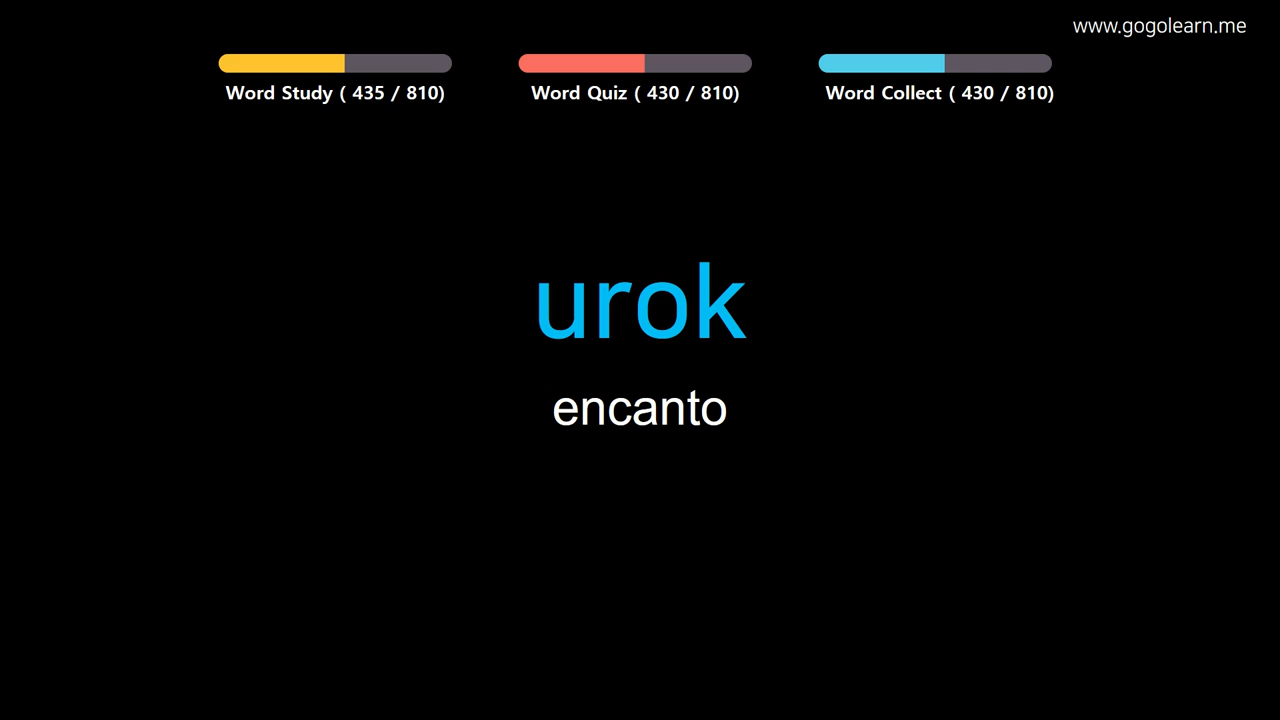 www.gogolearn.me
Word Study ( 435 / 810)
Word Quiz ( 430 / 810)
Word Collect ( 430 / 810)
urok
encanto